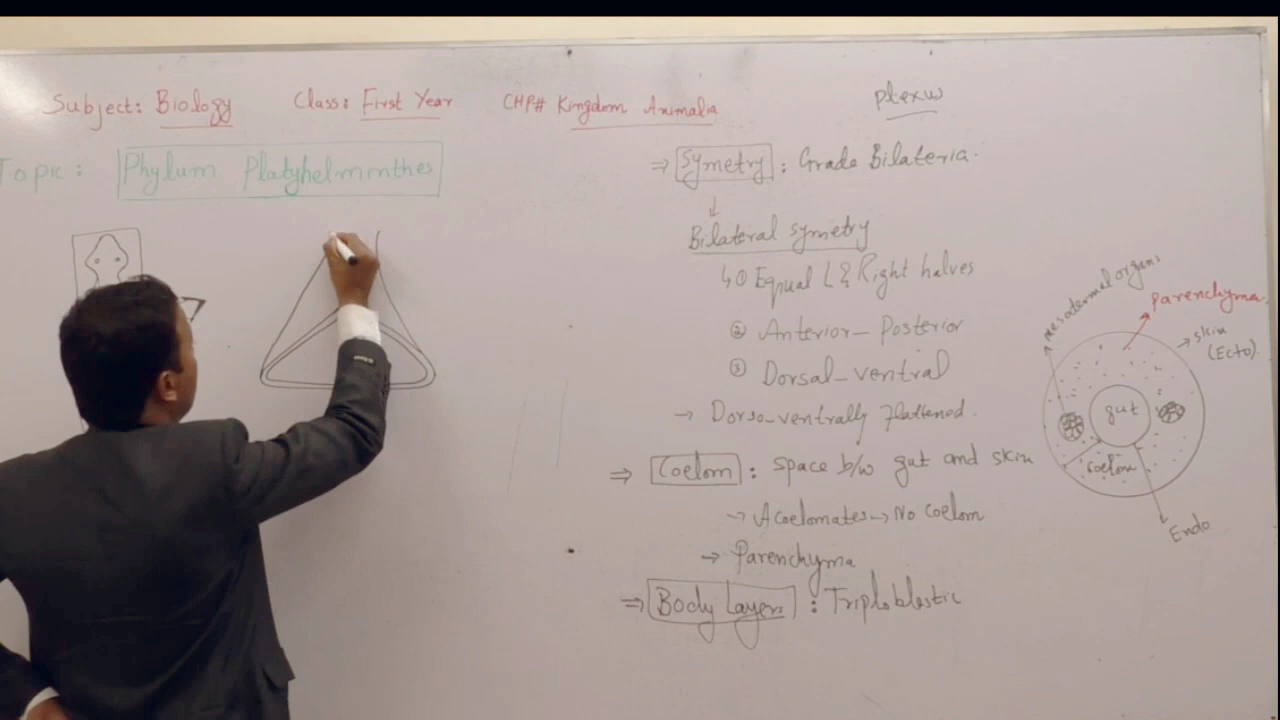 Subject: Biology Class: First Year CHP# Kingdom Animalia
plexus
Topic: Phylum Platyhelminthes
⇒ Symetry : Grade Bilateria.
↓
Bilateral symetry
↳ ① Equal L & Right halves
② Anterior - Posterior
③ Dorsal - ventral
→ Dorso-ventrally flattened.
⇒ Coelom : space b/w gut and skin
→ Acoelomates → No Coelom
→ Parenchyma
⇒ Body Layers : Triploblastic
mesodermal organs
Parenchyma
skin
(Ecto).
gut
coelom
Endo